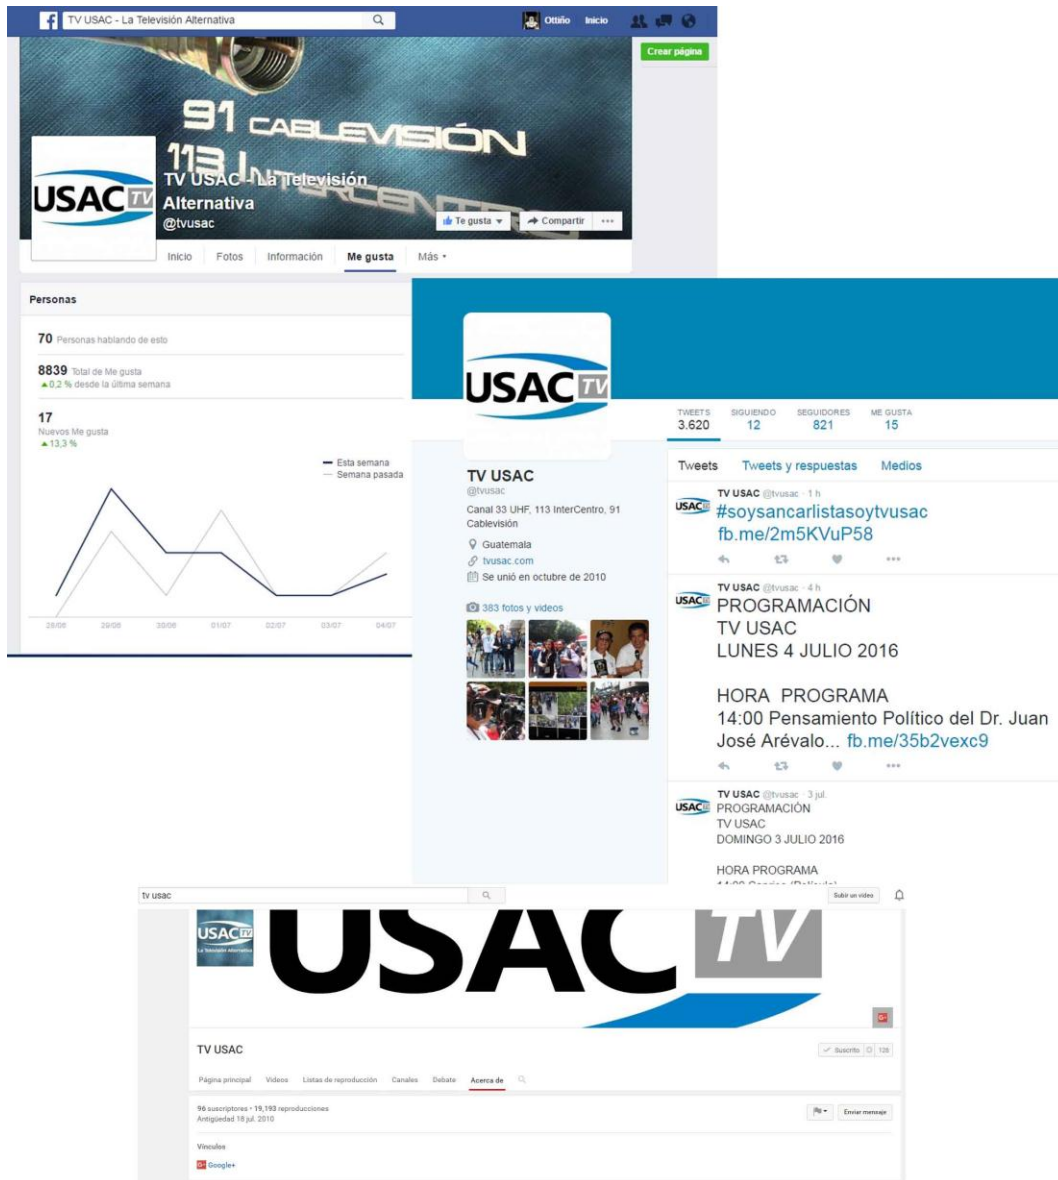 TV USAC - La Televisión Alternativa
Ottiño Inicio
Crear página
91 CABLEVISIÓN
113 INTERCENTRO
USAC TV
TV USAC - La Televisión
Alternativa
@tvusac
Te gusta Compartir
Inicio Fotos Información Me gusta Más
Personas
70 Personas hablando de esto
8839 Total de Me gusta
0,2 % desde la última semana
17
Nuevos Me gusta
13,3 %
Esta semana
Semana pasada
28/06 29/06 30/06 01/07 02/07 03/07 04/07
USAC TV
TWEETS SIGUIENDO SEGUIDORES ME GUSTA
3.620 12 821 15
TV USAC
@tvusac
Canal 33 UHF, 113 InterCentro, 91
Cablevisión
Guatemala
tvusac.com
Se unió en octubre de 2010
383 fotos y videos
Tweets Tweets y respuestas Medios
TV USAC @tvusac · 1 h
#soysancarlistasoytvusac
fb.me/2m5KVuP58
TV USAC @tvusac · 4 h
PROGRAMACIÓN
TV USAC
LUNES 4 JULIO 2016
HORA PROGRAMA
14:00 Pensamiento Político del Dr. Juan
José Arévalo... fb.me/35b2vexc9
TV USAC @tvusac · 3 jul.
PROGRAMACIÓN
TV USAC
DOMINGO 3 JULIO 2016
HORA PROGRAMA
tv usac
Subir un video
USAC TV
La Televisión Alternativa
USAC TV
TV USAC
Suscrito 126
Página principal Videos Listas de reproducción Canales Debate Acerca de
96 suscriptores • 19,193 reproducciones
Antigüedad 18 jul. 2010
Enviar mensaje
Vínculos
Google+